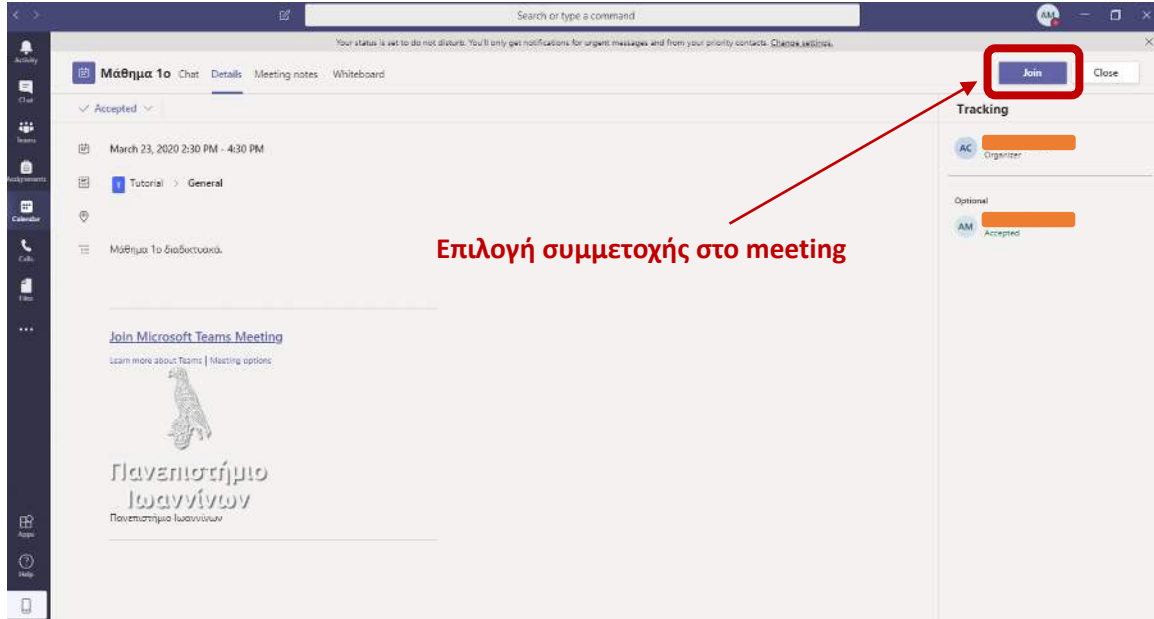 Search or type a command
AM
Your status is set to do not disturb. You'll only get notifications for urgent messages and from your priority contacts. Change settings.
Activity
Chat
Teams
Assignments
Calendar
Calls
Files
Apps
Help
Μάθημα 1ο Chat Details Meeting notes Whiteboard
Join Close
Accepted
Tracking
March 23, 2020 2:30 PM - 4:30 PM
AC
Organizer
T Tutorial > General
Optional
AM
Accepted
Μάθημα 1ο διαδικτυακά.
Επιλογή συμμετοχής στο meeting
Join Microsoft Teams Meeting
Learn more about Teams | Meeting options
Πανεπιστήμιο
Ιωαννίνων
Πανεπιστήμιο Ιωαννίνων